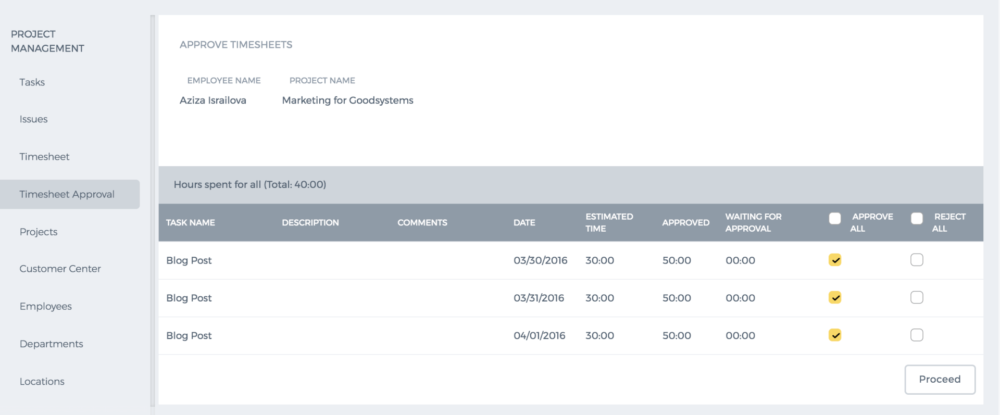 PROJECT
MANAGEMENT
Tasks
Issues
Timesheet
Timesheet Approval
Projects
Customer Center
Employees
Departments
Locations
APPROVE TIMESHEETS
EMPLOYEE NAME PROJECT NAME
Aziza Israilova Marketing for Goodsystems
Hours spent for all (Total: 40:00)
TASK NAME DESCRIPTION COMMENTS DATE ESTIMATED TIME APPROVED WAITING FOR APPROVAL APPROVE ALL REJECT ALL
Blog Post 03/30/2016 30:00 50:00 00:00
Blog Post 03/31/2016 30:00 50:00 00:00
Blog Post 04/01/2016 30:00 50:00 00:00
Proceed